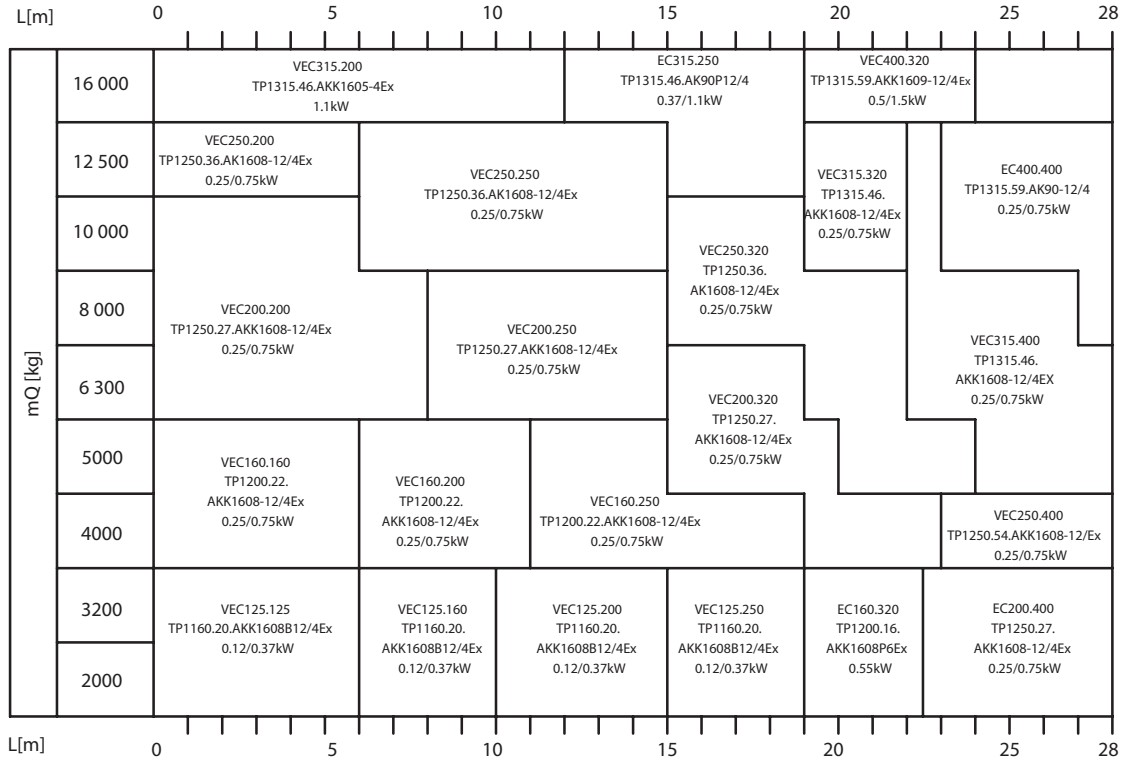 L[m]
0 5 10 15 20 25 28
mQ [kg]
16 000
VEC315.200
TP1315.46.AKK1605-4Ex
1.1kW
EC315.250
TP1315.46.AK90P12/4
0.37/1.1kW
VEC400.320
TP1315.59.AKK1609-12/4Ex
0.5/1.5kW
12 500
VEC250.200
TP1250.36.AK1608-12/4Ex
0.25/0.75kW
VEC250.250
TP1250.36.AK1608-12/4Ex
0.25/0.75kW
VEC315.320
TP1315.46.
AKK1608-12/4Ex
0.25/0.75kW
EC400.400
TP1315.59.AK90-12/4
0.25/0.75kW
10 000
VEC250.320
TP1250.36.
AK1608-12/4Ex
0.25/0.75kW
8 000
VEC200.200
TP1250.27.AKK1608-12/4Ex
0.25/0.75kW
VEC200.250
TP1250.27.AKK1608-12/4Ex
0.25/0.75kW
VEC315.400
TP1315.46.
AKK1608-12/4EX
0.25/0.75kW
6 300
VEC200.320
TP1250.27.
AKK1608-12/4Ex
0.25/0.75kW
5000
VEC160.160
TP1200.22.
AKK1608-12/4Ex
0.25/0.75kW
VEC160.200
TP1200.22.
AKK1608-12/4Ex
0.25/0.75kW
VEC160.250
TP1200.22.AKK1608-12/4Ex
0.25/0.75kW
4000
VEC250.400
TP1250.54.AKK1608-12/Ex
0.25/0.75kW
3200
VEC125.125
TP1160.20.AKK1608B12/4Ex
0.12/0.37kW
VEC125.160
TP1160.20.
AKK1608B12/4Ex
0.12/0.37kW
VEC125.200
TP1160.20.
AKK1608B12/4Ex
0.12/0.37kW
VEC125.250
TP1160.20.
AKK1608B12/4Ex
0.12/0.37kW
EC160.320
TP1200.16.
AKK1608P6Ex
0.55kW
EC200.400
TP1250.27.
AKK1608-12/4Ex
0.25/0.75kW
2000
L[m]
0 5 10 15 20 25 28